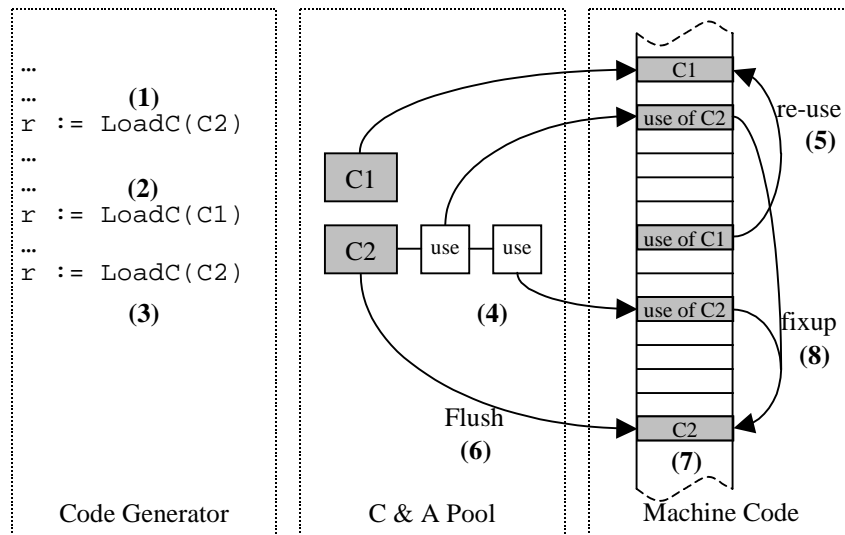 …
…
(1)
r := LoadC(C2)
…
…
(2)
r := LoadC(C1)
…
r := LoadC(C2)
(3)
Code Generator
C1
C2
use
use
(4)
Flush
(6)
C & A Pool
C1
use of C2
re-use
(5)
use of C1
use of C2
fixup
(8)
C2
(7)
Machine Code